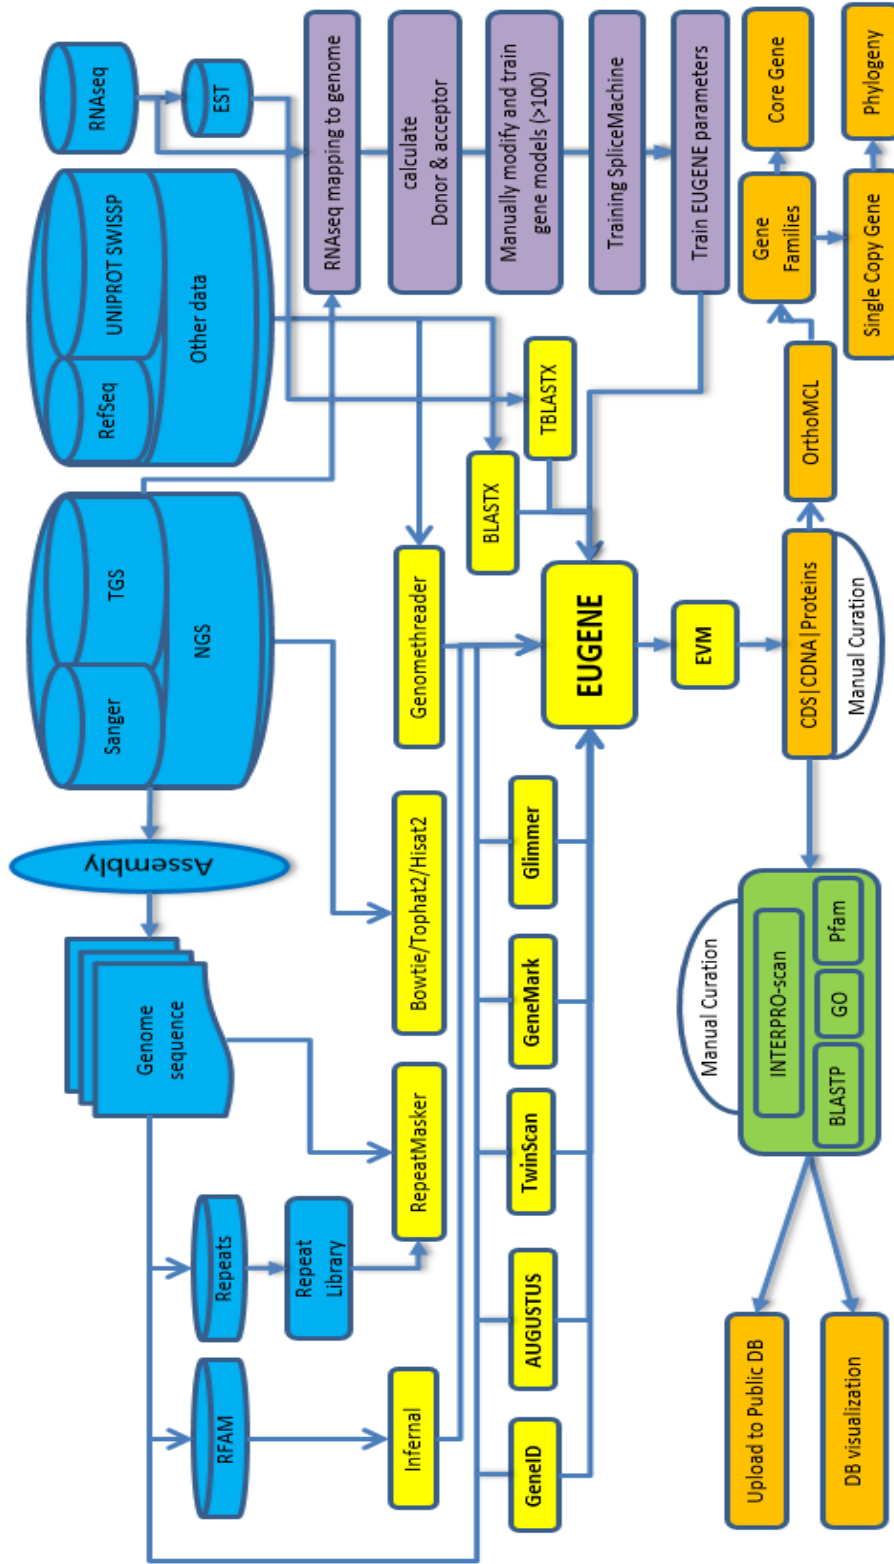 RNAseq
EST
UNIPROT SWISSP
RefSeq
Other data
TGS
Sanger
NGS
Assembly
Genome
sequence
Repeats
Repeat
Library
RFAM
RNAseq mapping to genome
calculate
Donor & acceptor
Manually modify and train
gene models (>100)
Training SpliceMachine
Train EUGENE parameters
Infernal
RepeatMasker
Bowtie/Tophat2/Hisat2
Genomethreader
BLASTX
TBLASTX
GeneID
AUGUSTUS
TwinScan
GeneMark
Glimmer
EUGENE
EVM
CDS|CDNA|Proteins
Manual Curation
OrthoMCL
Gene
Families
Core Gene
Single Copy Gene
Phylogeny
Manual Curation
INTERPRO-scan
BLASTP
GO
Pfam
Upload to Public DB
DB visualization